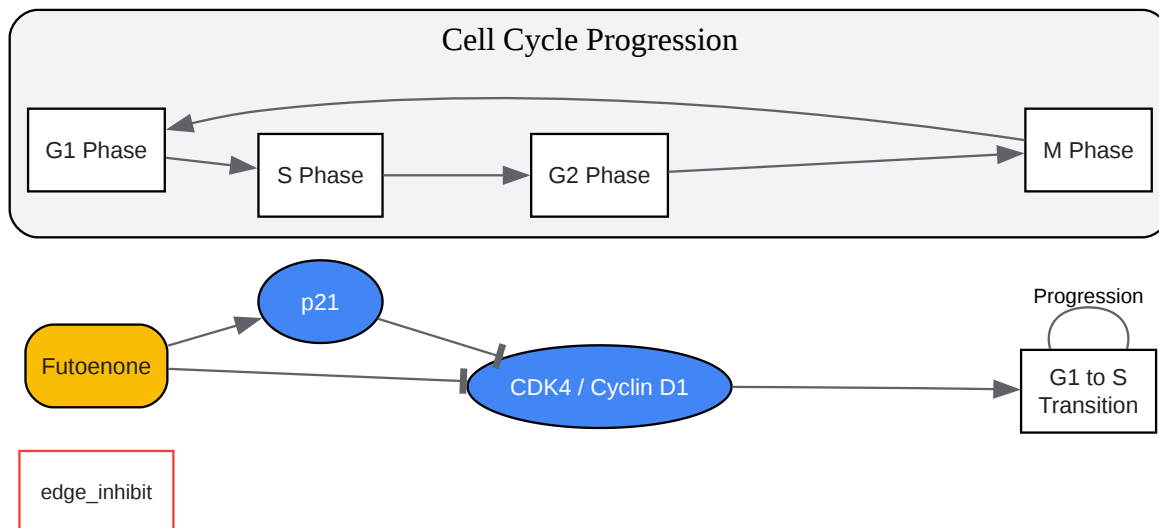 Cell Cycle Progression
G1 Phase
S Phase
G2 Phase
M Phase
p21
Progression
Futoenone
CDK4 / Cyclin D1
G1 to S
Transition
edge_inhibit